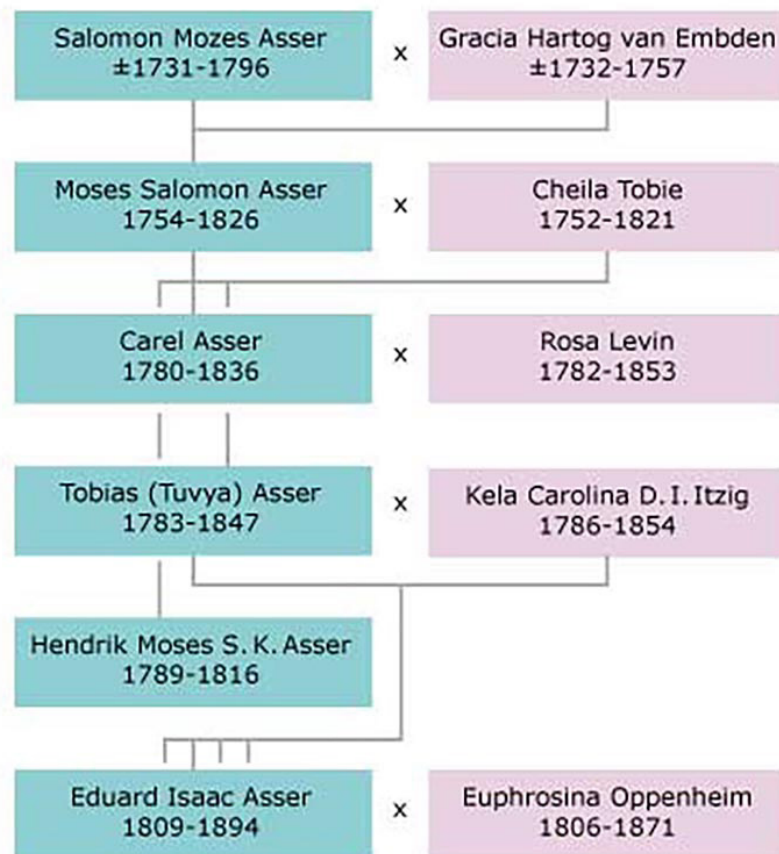 Salomon Mozes Asser
±1731-1796
x
Gracia Hartog van Embden
±1732-1757
Moses Salomon Asser
1754-1826
x
Cheila Tobie
1752-1821
Carel Asser
1780-1836
x
Rosa Levin
1782-1853
Tobias (Tuvya) Asser
1783-1847
x
Kela Carolina D. I. Itzig
1786-1854
Hendrik Moses S. K. Asser
1789-1816
Eduard Isaac Asser
1809-1894
x
Euphrosina Oppenheim
1806-1871